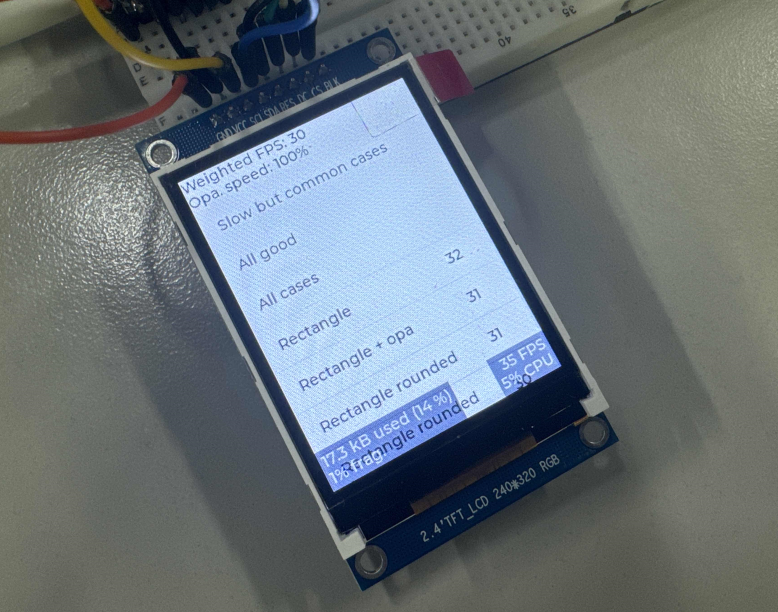 40
35
D
E
F
GND VCC SCL SDA RES DC CS BLK
Weighted FPS: 30
Opa. speed: 100%
Slow but common cases
All good
All cases
Rectangle 32
Rectangle + opa 31
Rectangle rounded 31
Rectangle rounded 30
35 FPS
5% CPU
17.3 kB used (14 %)
1% frag.
2.4'TFT_LCD 240*320 RGB